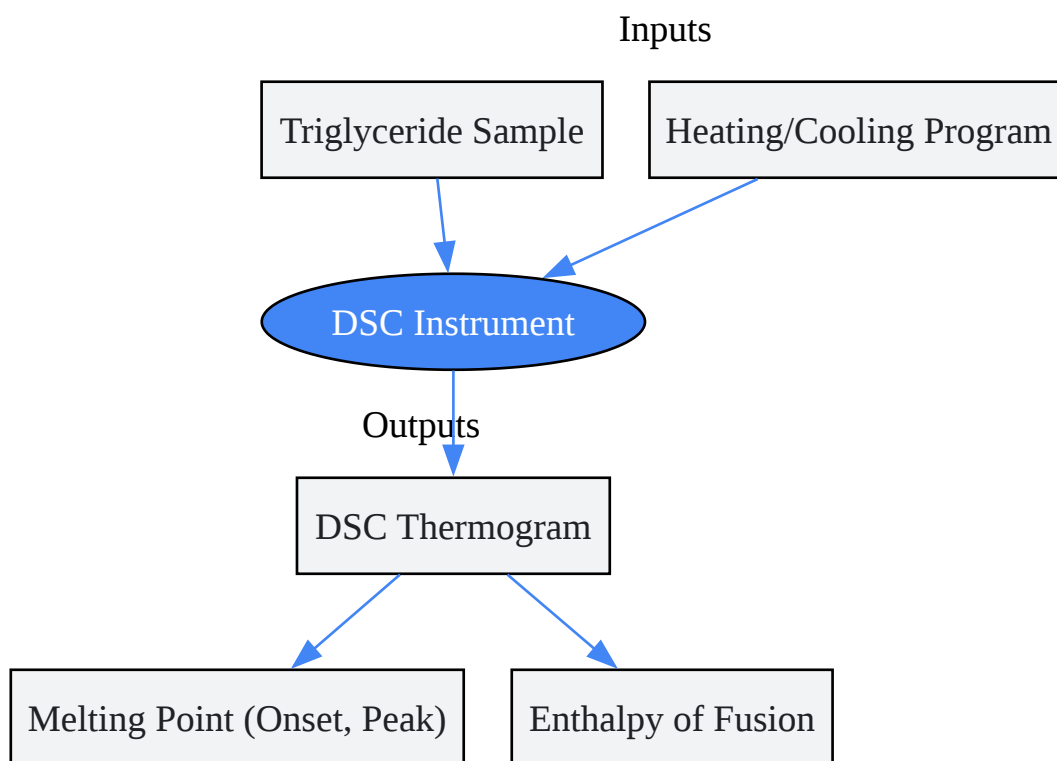 Inputs
Triglyceride Sample
Heating/Cooling Program
DSC Instrument
Outputs
DSC Thermogram
Melting Point (Onset, Peak)
Enthalpy of Fusion